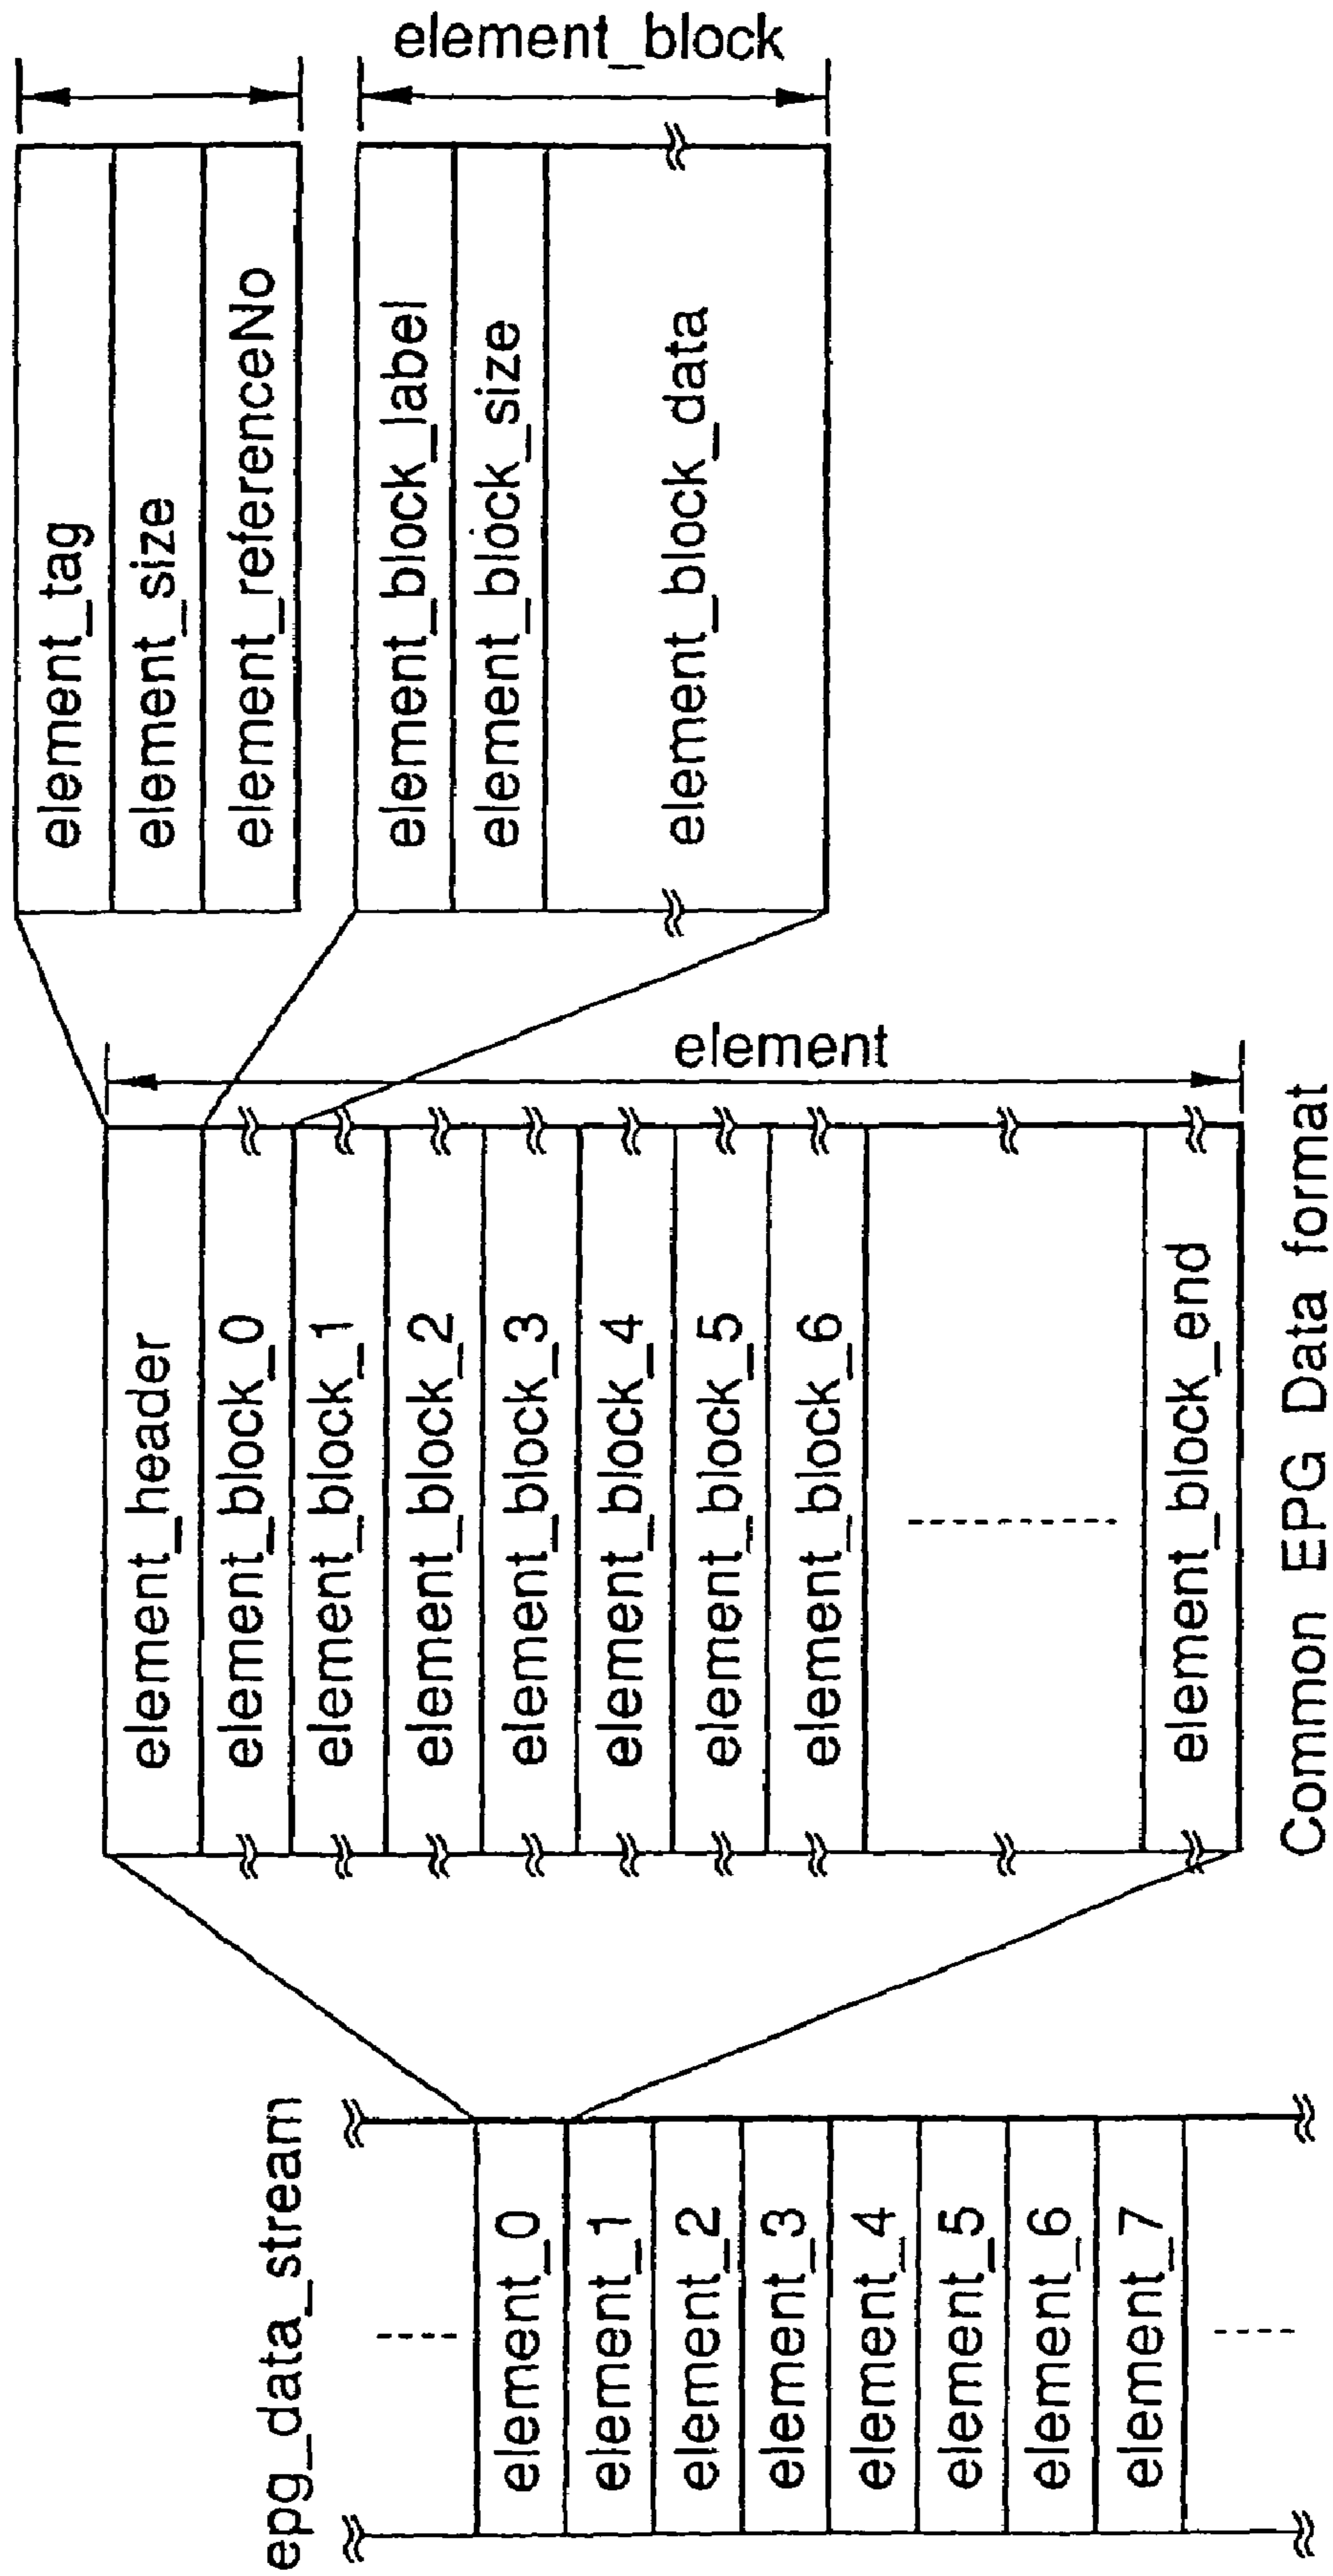 epg_data_stream
element_0
element_1
element_2
element_3
element_4
element_5
element_6
element_7
element_header
element_block_0
element_block_1
element_block_2
element_block_3
element_block_4
element_block_5
element_block_6
element_block_end
element
element_tag
element_size
element_referenceNo
element_block_label
element_block_size
element_block_data
element_block
Common EPG Data format